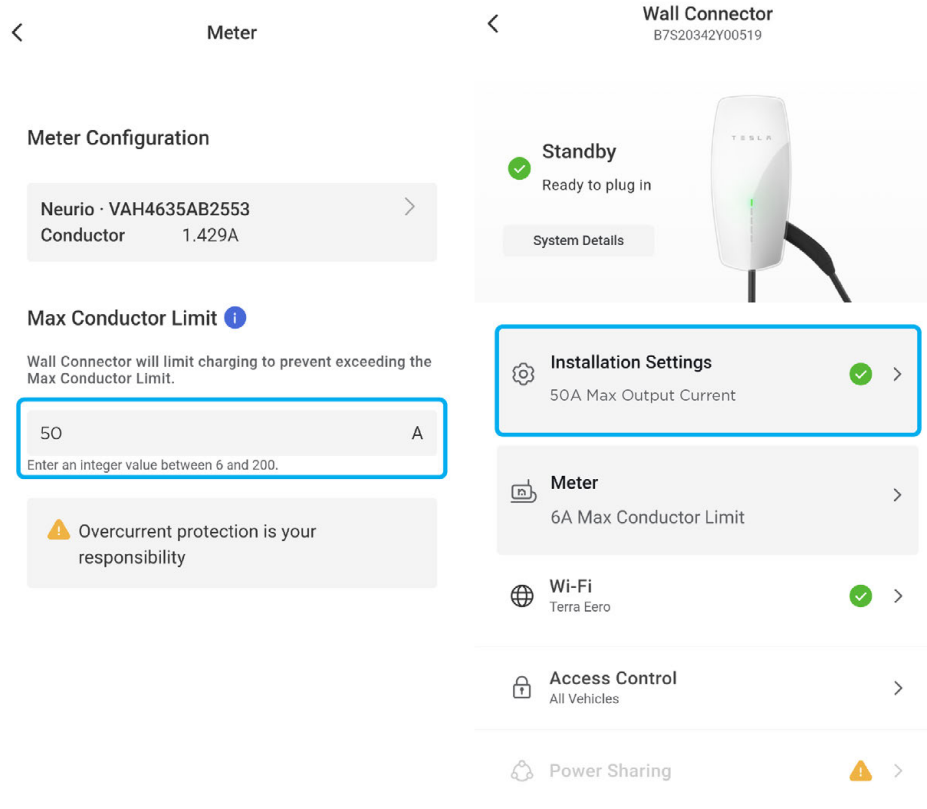 Meter
Meter Configuration
Neurio · VAH4635AB2553
Conductor 1.429A
Max Conductor Limit i
Wall Connector will limit charging to prevent exceeding the
Max Conductor Limit.
50 A
Enter an integer value between 6 and 200.
Overcurrent protection is your
responsibility
Wall Connector
B7S20342Y00519
TESLA
Standby
Ready to plug in
System Details
Installation Settings
50A Max Output Current
n
Meter
6A Max Conductor Limit
Wi-Fi
Terra Eero
Access Control
All Vehicles
Power Sharing